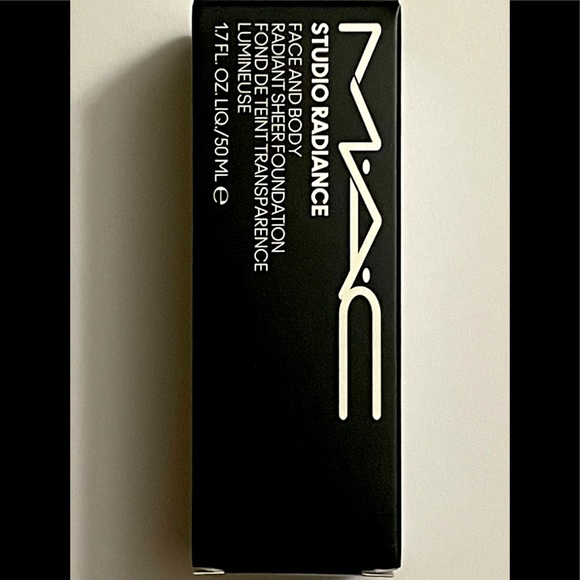 M·A·C
STUDIO RADIANCE
FACE AND BODY
RADIANT SHEER FOUNDATION
FOND DE TEINT TRANSPARENCE
LUMINEUSE
1.7 FL. OZ. LIQ./50 ML ℮